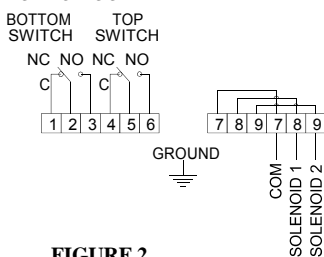 BOTTOM SWITCH
TOP SWITCH
NC NO NC NO
C C
1 2 3 4 5 6
7 8 9 7 8 9
GROUND
COM
SOLENOID 1
SOLENOID 2
FIGURE 2